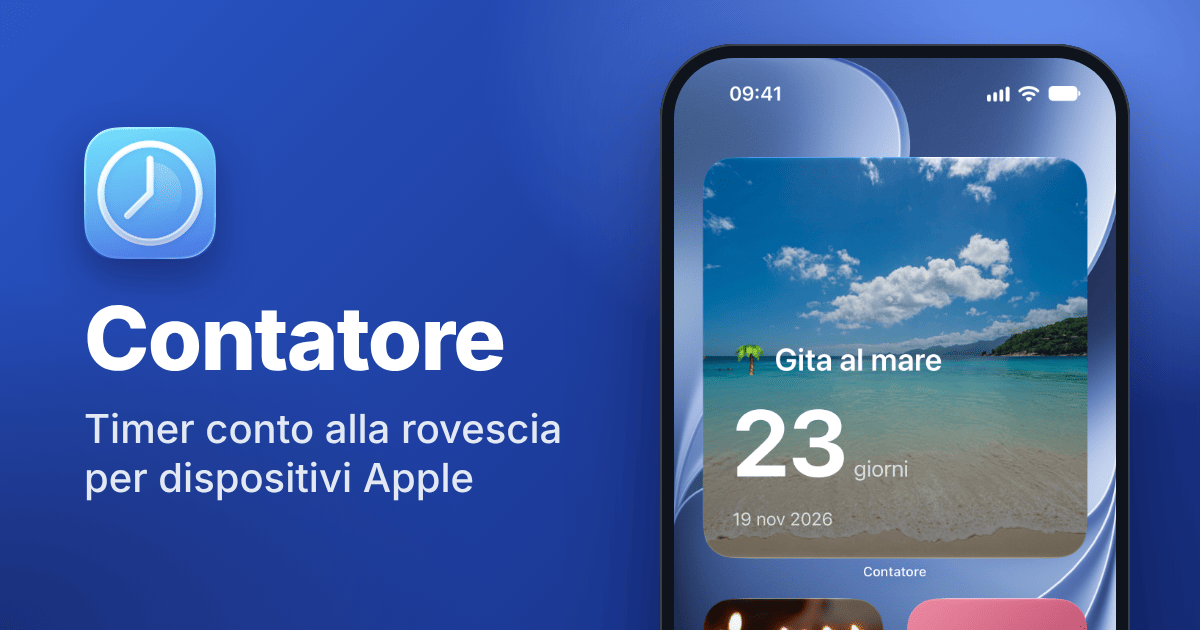 Contatore
Timer conto alla rovescia
per dispositivi Apple
09:41
Gita al mare
23 giorni
19 nov 2026
Contatore